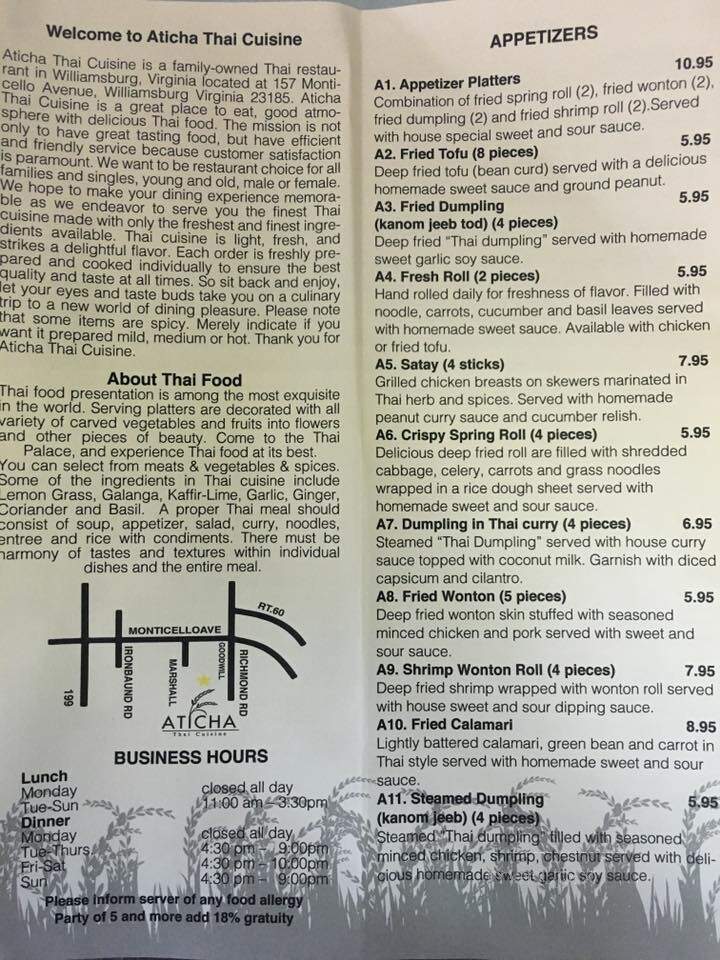 Welcome to Aticha Thai Cuisine
Aticha Thai Cuisine is a family-owned Thai restau-
rant in Williamsburg, Virginia located at 157 Monti-
cello Avenue, Williamsburg Virginia 23185. Aticha
Thai Cuisine is a great place to eat, good atmo-
sphere with delicious Thai food. The mission is not
only to have great tasting food, but have efficient
and friendly service because customer satisfaction
is paramount. We want to be restaurant choice for all
families and singles, young and old, male or female.
We hope to make your dining experience memora-
ble as we endeavor to serve you the finest Thai
cuisine made with only the freshest and finest ingre-
dients available. Thai cuisine is light, fresh, and
strikes a delightful flavor. Each order is freshly pre-
pared and cooked individually to ensure the best
quality and taste at all times. So sit back and enjoy,
let your eyes and taste buds take you on a culinary
trip to a new world of dining pleasure. Please note
that some items are spicy. Merely indicate if you
want it prepared mild, medium or hot. Thank you for
Aticha Thai Cuisine.
About Thai Food
Thai food presentation is among the most exquisite
in the world. Serving platters are decorated with all
variety of carved vegetables and fruits into flowers
and other pieces of beauty. Come to the Thai
Palace, and experience Thai food at its best.
You can select from meats & vegetables & spices.
Some of the ingredients in Thai cuisine include
Lemon Grass, Galanga, Kaffir-Lime, Garlic, Ginger,
Coriander and Basil. A proper Thai meal should
consist of soup, appetizer, salad, curry, noodles,
entree and rice with condiments. There must be
harmony of tastes and textures within individual
dishes and the entire meal.
RT.60
MONTICELLOAVE
199
IRONBAUND RD
MARSHALL
GOODWILL
RICHMOND RD
ATICHA
Thai Cuisine
BUSINESS HOURS
Lunch
Monday closed all day
Tue-Sun 11:00 am – 3:30pm
Dinner
Monday closed all day
Tue-Thurs 4:30 pm – 9:00pm
Fri-Sat 4:30 pm – 10:00pm
Sun 4:30 pm – 9:00pm
Please inform server of any food allergy
Party of 5 and more add 18% gratuity
APPETIZERS
A1. Appetizer Platters 10.95
Combination of fried spring roll (2), fried wonton (2),
fried dumpling (2) and fried shrimp roll (2).Served
with house special sweet and sour sauce.
A2. Fried Tofu (8 pieces) 5.95
Deep fried tofu (bean curd) served with a delicious
homemade sweet sauce and ground peanut.
A3. Fried Dumpling 5.95
(kanom jeeb tod) (4 pieces)
Deep fried “Thai dumpling” served with homemade
sweet garlic soy sauce.
A4. Fresh Roll (2 pieces) 5.95
Hand rolled daily for freshness of flavor. Filled with
noodle, carrots, cucumber and basil leaves served
with homemade sweet sauce. Available with chicken
or fried tofu.
A5. Satay (4 sticks) 7.95
Grilled chicken breasts on skewers marinated in
Thai herb and spices. Served with homemade
peanut curry sauce and cucumber relish.
A6. Crispy Spring Roll (4 pieces) 5.95
Delicious deep fried roll are filled with shredded
cabbage, celery, carrots and grass noodles
wrapped in a rice dough sheet served with
homemade sweet and sour sauce.
A7. Dumpling in Thai curry (4 pieces) 6.95
Steamed “Thai Dumpling” served with house curry
sauce topped with coconut milk. Garnish with diced
capsicum and cilantro.
A8. Fried Wonton (5 pieces) 5.95
Deep fried wonton skin stuffed with seasoned
minced chicken and pork served with sweet and
sour sauce.
A9. Shrimp Wonton Roll (4 pieces) 7.95
Deep fried shrimp wrapped with wonton roll served
with house sweet and sour dipping sauce.
A10. Fried Calamari 8.95
Lightly battered calamari, green bean and carrot in
Thai style served with homemade sweet and sour
sauce.
A11. Steamed Dumpling 5.95
(kanom jeeb) (4 pieces)
Steamed “Thai dumpling” filled with seasoned
minced chicken, shrimp, chestnut served with deli-
cious homemade sweet garlic soy sauce.